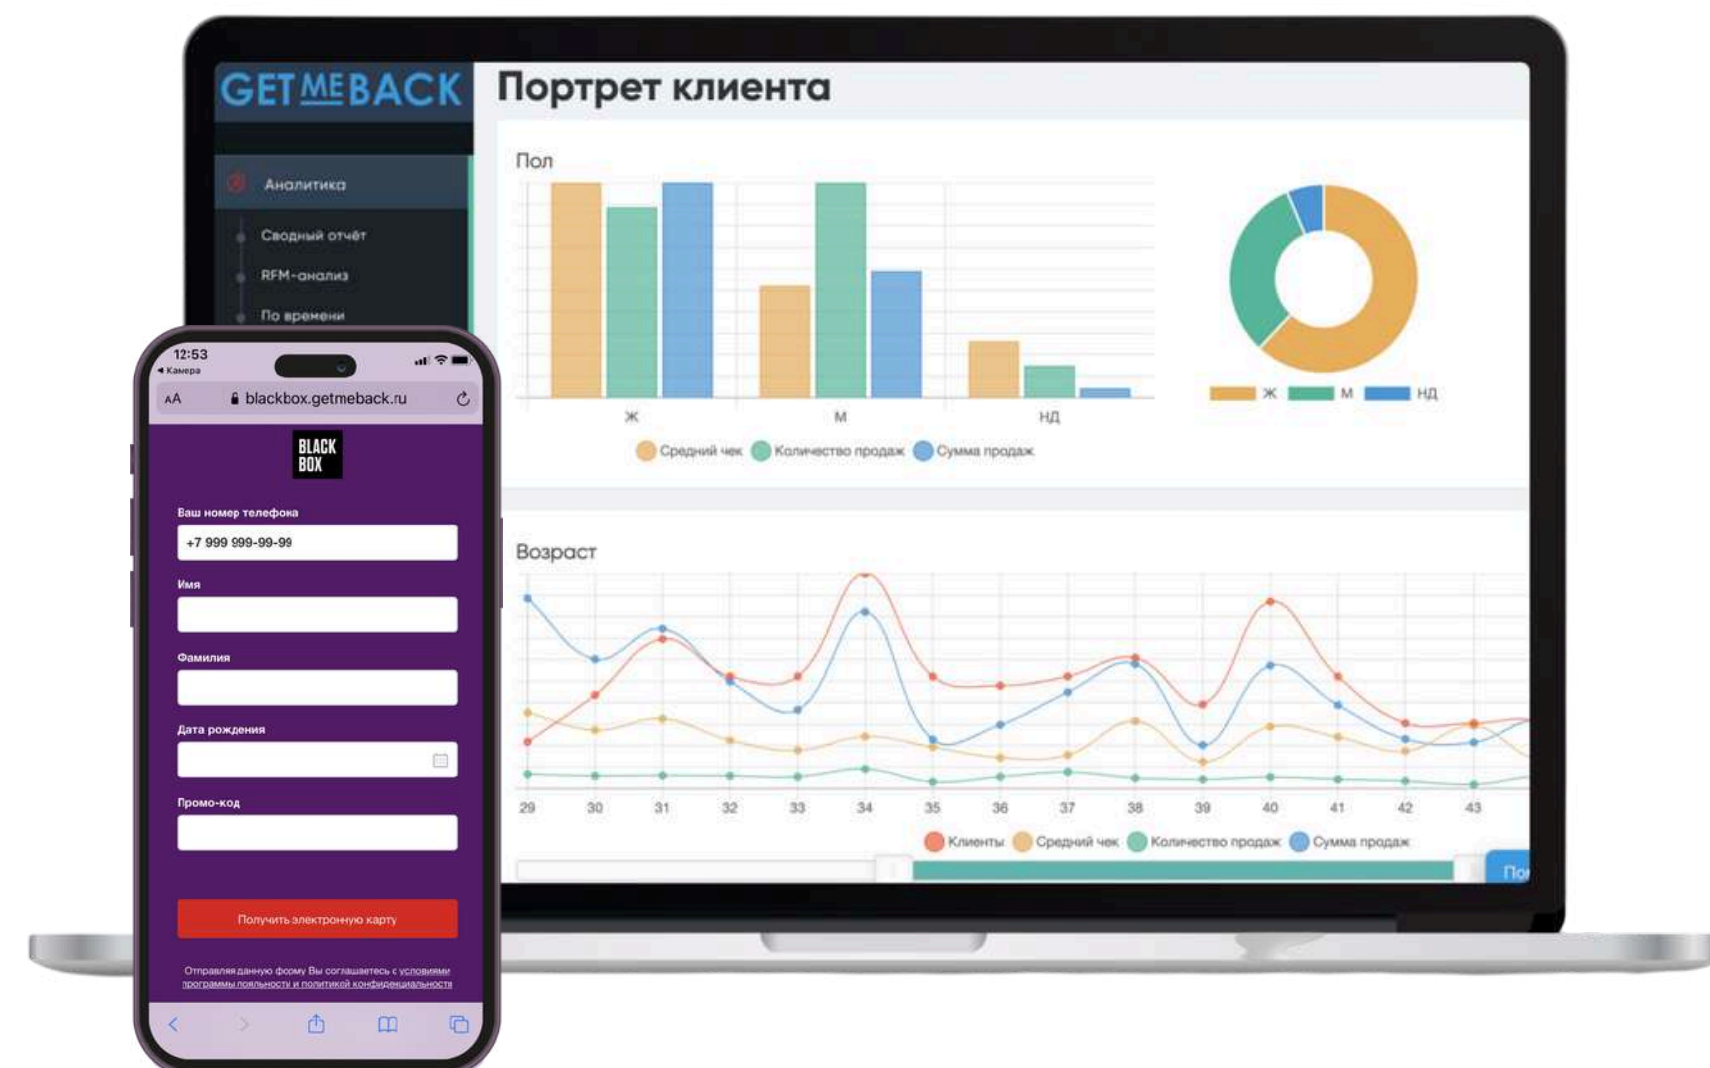 GETMEBACK
Портрет клиента
Аналитика
Сводный отчёт
RFM-анализ
По времени
Пол
Ж
М
НД
Средний чек
Количество продаж
Сумма продаж
Ж
М
НД
Возраст
29 30 31 32 33 34 35 36 37 38 39 40 41 42 43
Клиенты
Средний чек
Количество продаж
Сумма продаж
12:53
Камера
AA
blackbox.getmeback.ru
BLACK
BOX
Ваш номер телефона
+7 999 999-99-99
Имя
Фамилия
Дата рождения
Промо-код
Получить электронную карту
Отправляя данную форму Вы соглашаетесь с условиями
программы лояльности и политикой конфиденциальности